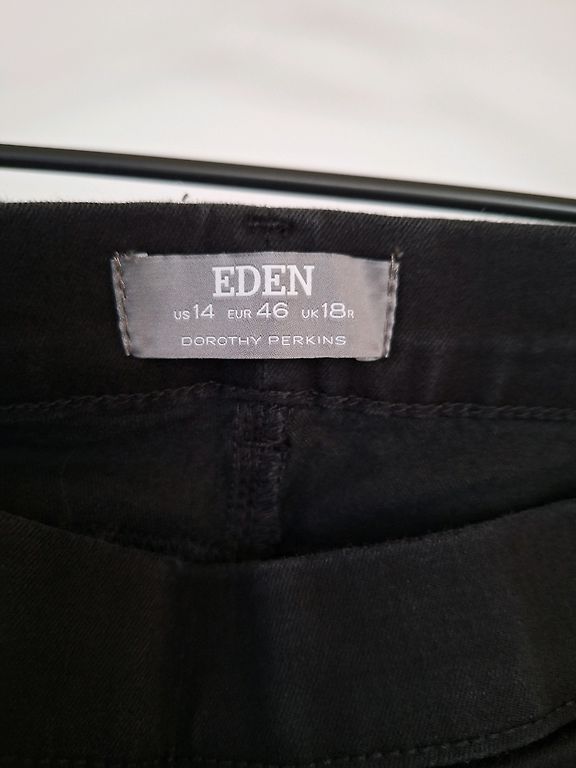 EDEN
US 14 EUR 46 UK 18R
DOROTHY PERKINS